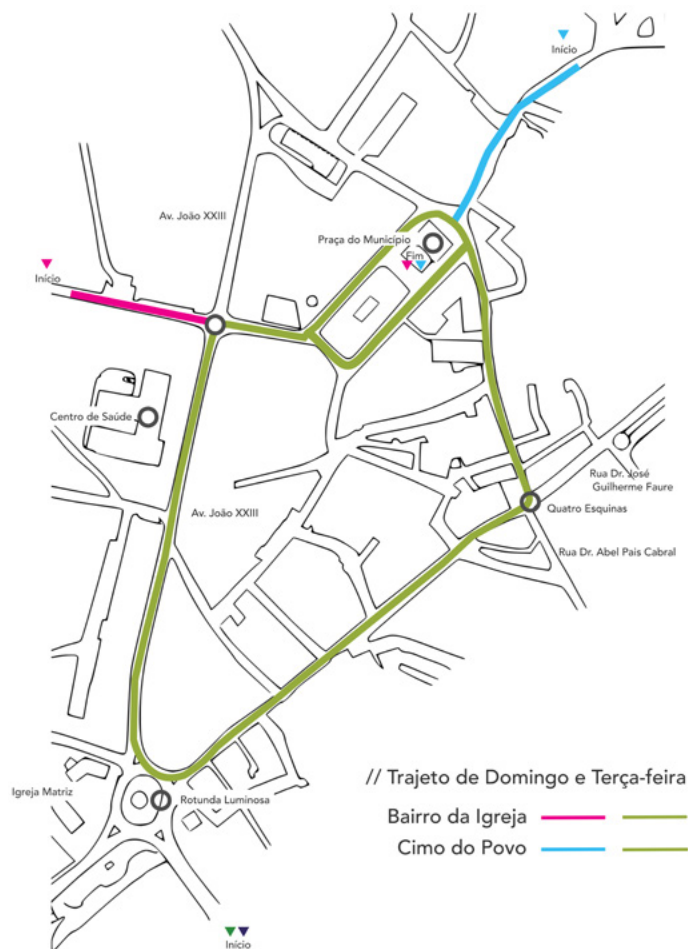 Início
Av. João XXIII
Praça do Município
Fim
Início
Centro de Saúde
Rua Dr. José
Guilherme Faure
Quatro Esquinas
Av. João XXIII
Rua Dr. Abel Pais Cabral
// Trajeto de Domingo e Terça-feira
Igreja Matriz
Rotunda Luminosa
Bairro da Igreja
Cimo do Povo
Início